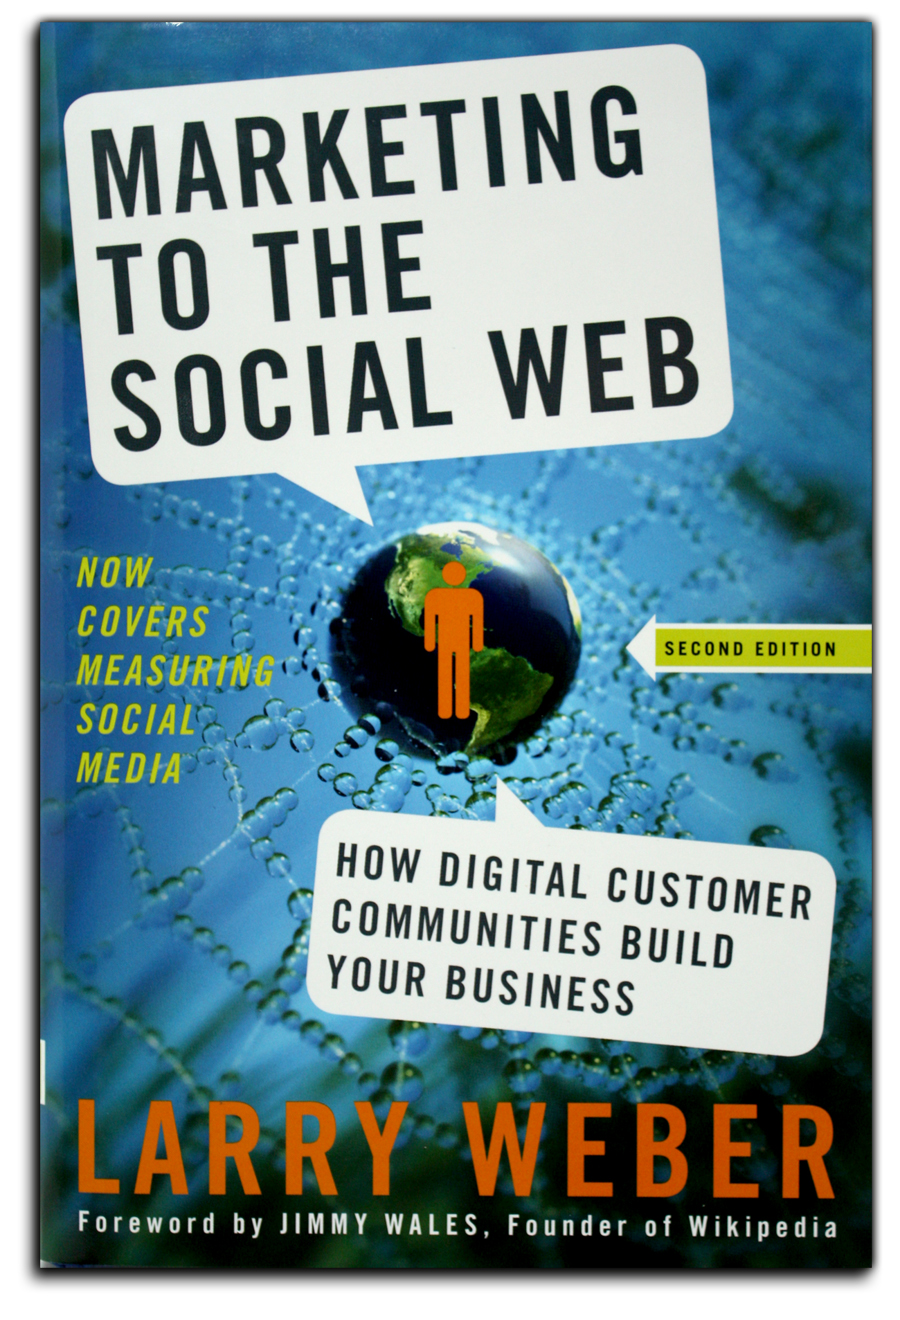 MARKETING
TO THE
SOCIAL WEB
NOW
COVERS
MEASURING
SOCIAL
MEDIA
SECOND EDITION
HOW DIGITAL CUSTOMER
COMMUNITIES BUILD
YOUR BUSINESS
LARRY WEBER
Foreword by JIMMY WALES, Founder of Wikipedia